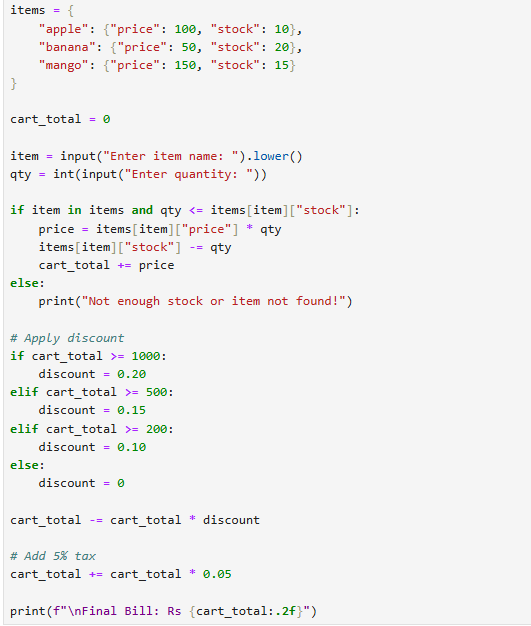 items = {
    "apple": {"price": 100, "stock": 10},
    "banana": {"price": 50, "stock": 20},
    "mango": {"price": 150, "stock": 15}
}

cart_total = 0

item = input("Enter item name: ").lower()
qty = int(input("Enter quantity: "))

if item in items and qty <= items[item]["stock"]:
    price = items[item]["price"] * qty
    items[item]["stock"] -= qty
    cart_total += price
else:
    print("Not enough stock or item not found!")

# Apply discount
if cart_total >= 1000:
    discount = 0.20
elif cart_total >= 500:
    discount = 0.15
elif cart_total >= 200:
    discount = 0.10
else:
    discount = 0

cart_total -= cart_total * discount

# Add 5% tax
cart_total += cart_total * 0.05

print(f"\nFinal Bill: Rs {cart_total:.2f}")